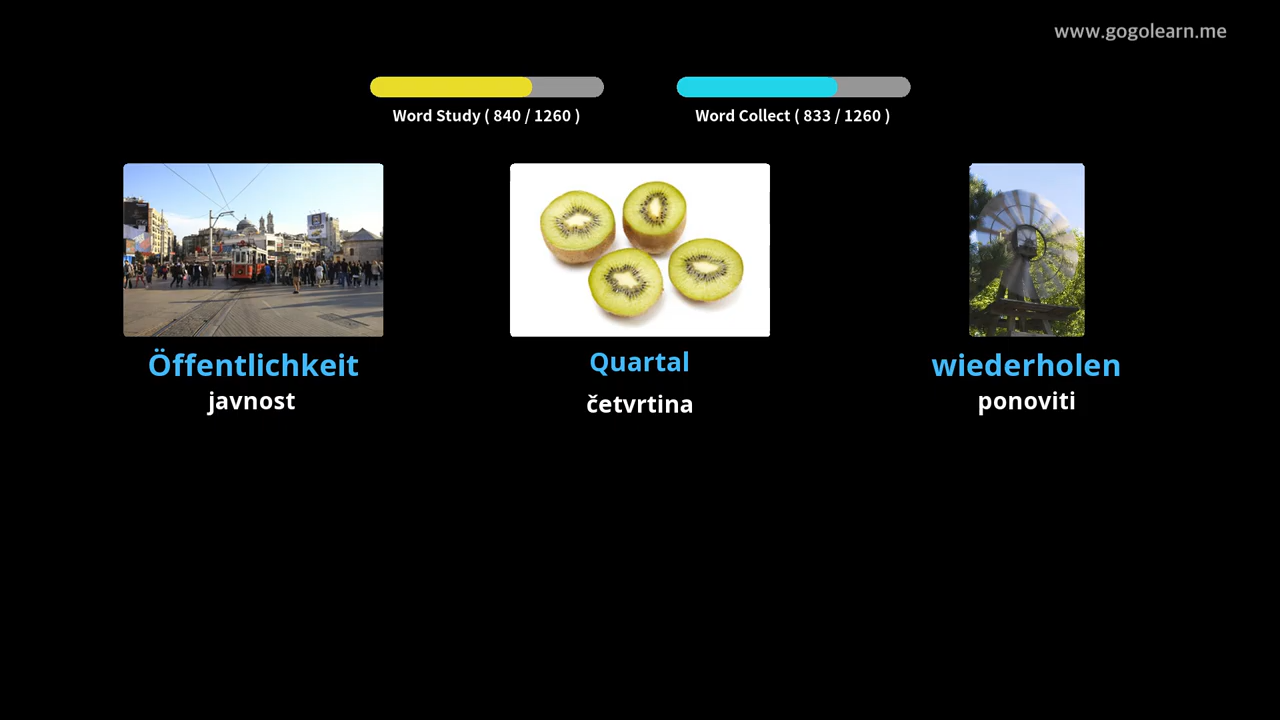 www.gogolearn.me
Word Study ( 840 / 1260 )
Word Collect ( 833 / 1260 )
Öffentlichkeit
javnost
Quartal
četvrtina
wiederholen
ponoviti